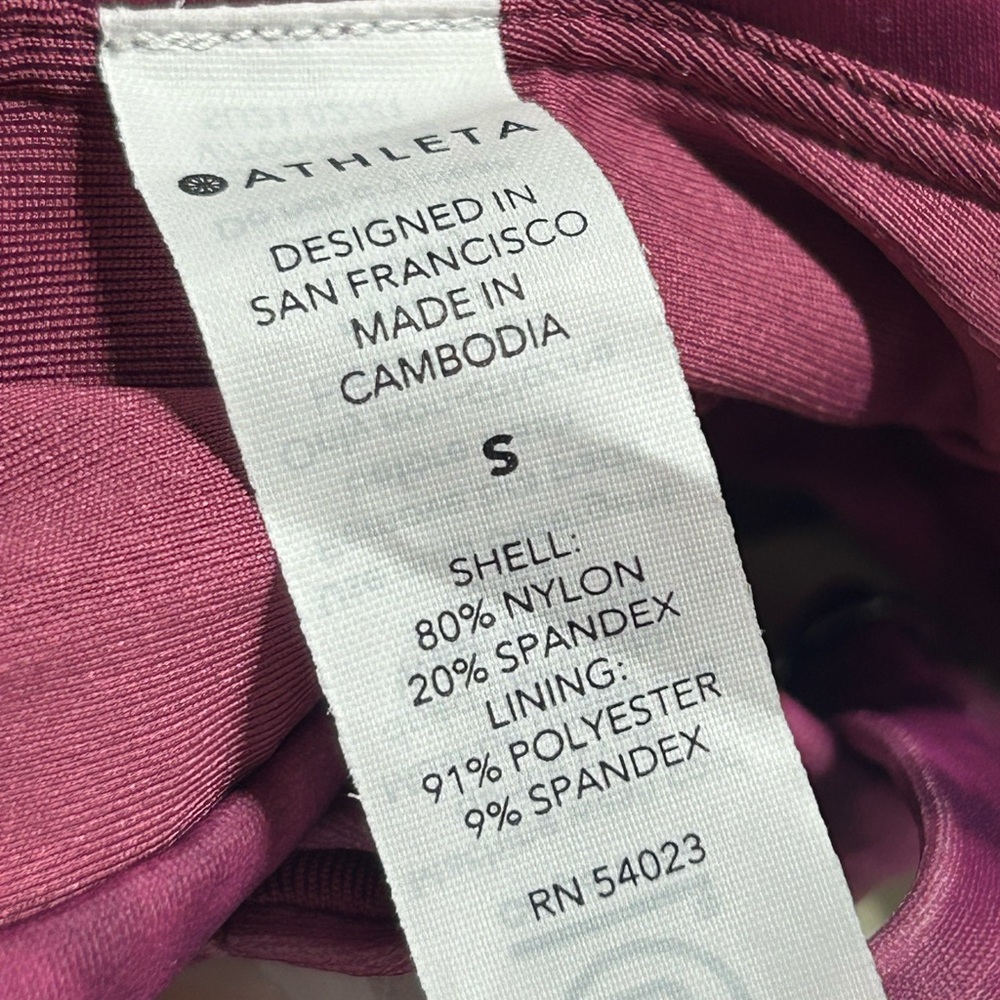 ATHLETA
DESIGNED IN
SAN FRANCISCO
MADE IN
CAMBODIA
S
SHELL:
80% NYLON
20% SPANDEX
LINING:
91% POLYESTER
9% SPANDEX
RN 54023